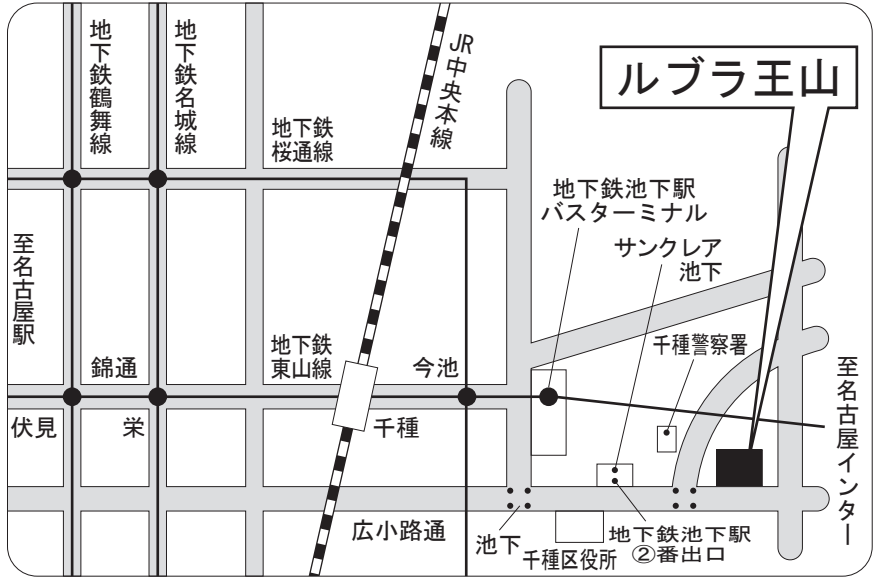 地下鉄鶴舞線
地下鉄名城線
地下鉄
桜通線
JR中央本線
ルブラ王山
地下鉄池下駅
バスターミナル
サンクレア
池下
至名古屋駅
錦通
地下鉄
東山線
今池
千種警察署
伏見
栄
千種
至名古屋インター
広小路通
池下
千種区役所
地下鉄池下駅
②番出口